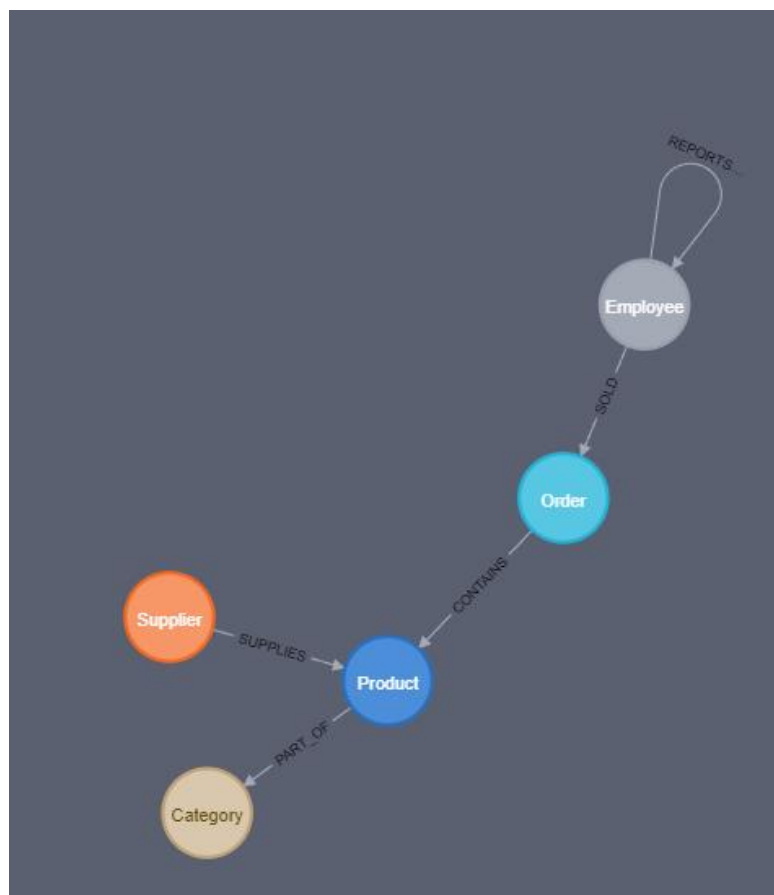 REPORTS...
Employee
SOLD
Order
CONTAINS
Supplier
SUPPLIES
Product
PART_OF
Category